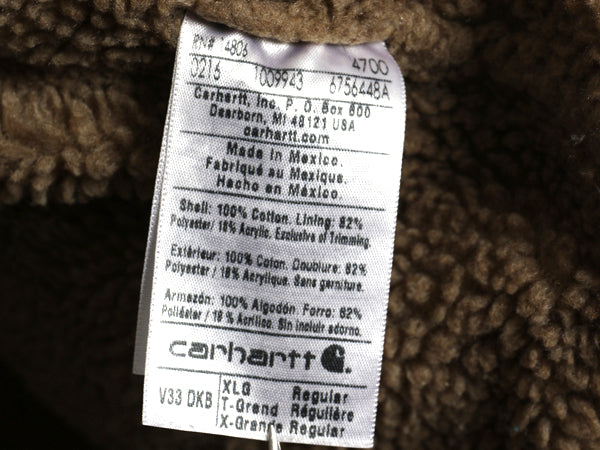 RN# 14806 4700
0216 1009943 6756448A
Carhartt, Inc. P. O. Box 600
Dearborn, MI 48121 USA
carhartt.com
Made in Mexico.
Fabriqué au Mexique.
Hecho en México.
Shell: 100% Cotton. Lining: 82%
Polyester / 18% Acrylic. Exclusive of Trimming.
Extérieur: 100% Coton. Doublure: 82%
Polyester / 18% Acrylique. Sans garniture.
Armazón: 100% Algodón. Forro: 82%
Poliéster / 18 % Acrílico. Sin incluir adorno.
carhartt
V33 DKB
XLG Regular
T-Grand Régulière
X-Grande Regular